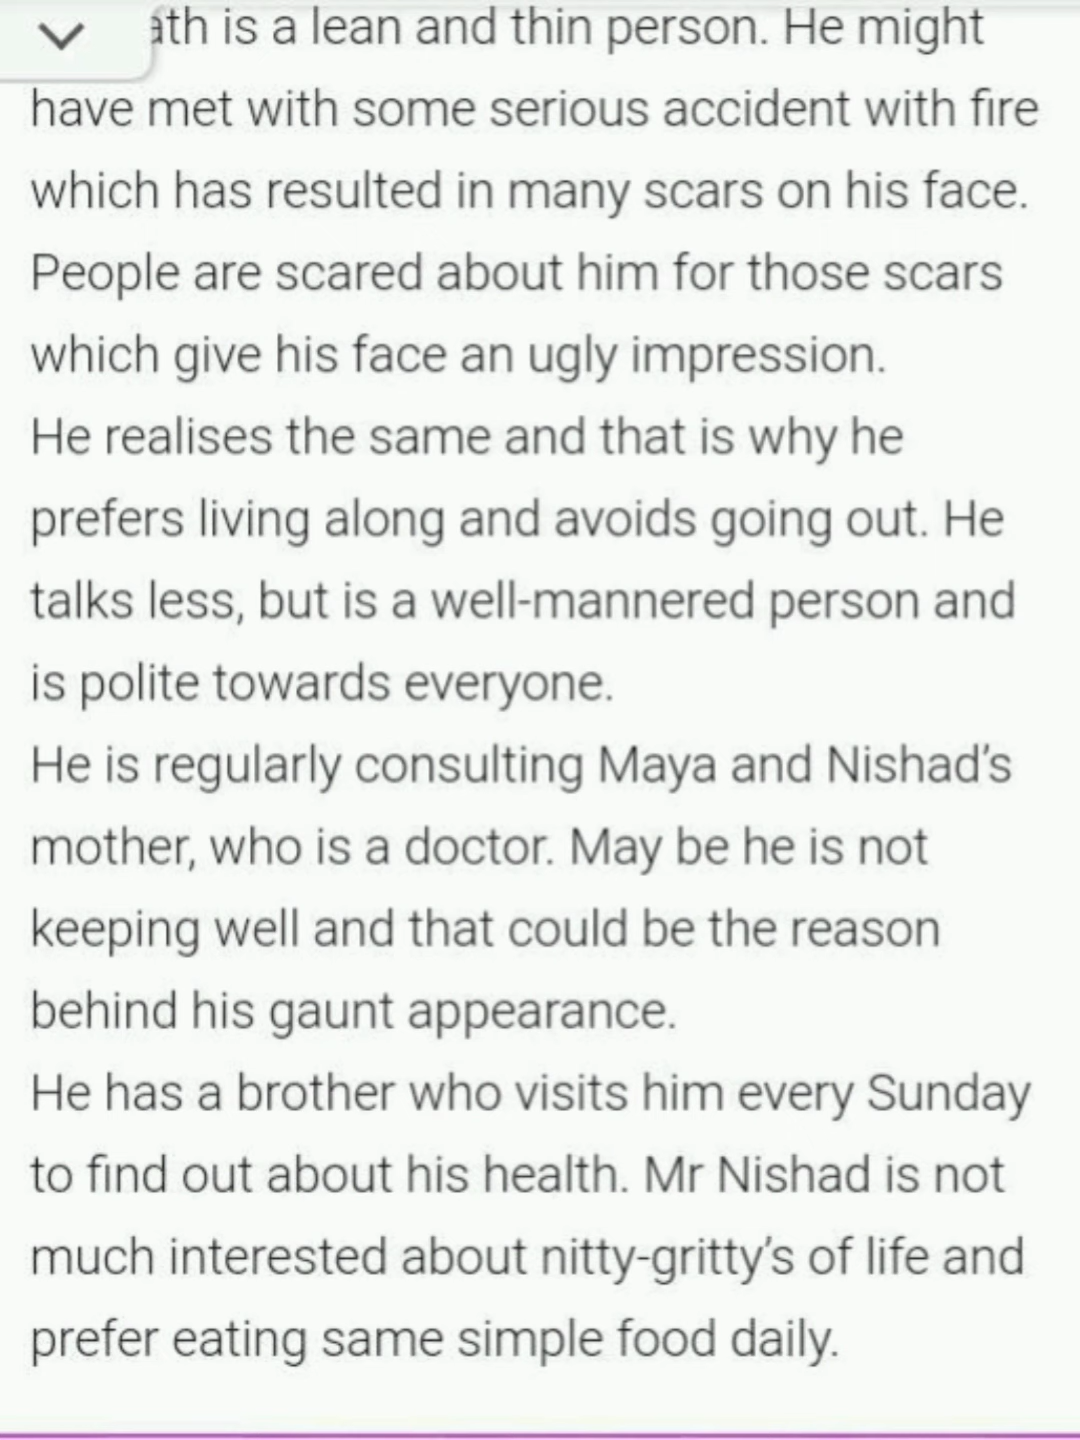 is a lean and thin person. He might
have met with some serious accident with fire
which has resulted in many scars on his face.
People are scared about him for those scars
which give his face an ugly impression.
He realises the same and that is why he
prefers living along and avoids going out. He
talks less, but is a well-mannered person and
is polite towards everyone.
He is regularly consulting Maya and Nishad’s
mother, who is a doctor. May be he is not
keeping well and that could be the reason
behind his gaunt appearance.
He has a brother who visits him every Sunday
to find out about his health. Mr Nishad is not
much interested about nitty-gritty’s of life and
prefer eating same simple food daily.